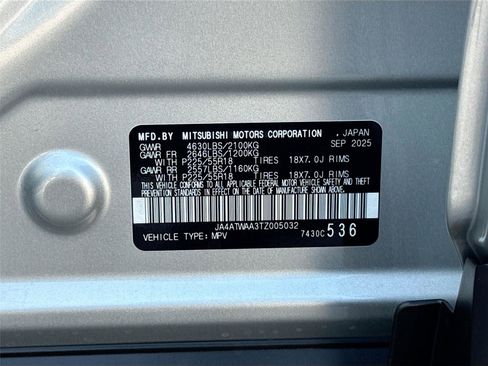 MFD.BY MITSUBISHI MOTORS CORPORATION , JAPAN
GVWR 4630LBS/2100KG SEP 2025
GAWR FR 2646LBS/1200KG
WITH P225/55R18 TIRES 18X7.0J RIMS
GAWR RR 2557LBS/1160KG
WITH P225/55R18 TIRES 18X7.0J RIMS
THIS VEHICLE CONFORMS TO ALL APPLICABLE FEDERAL MOTOR VEHICLE SAFETY, BUMPER, AND THEFT
PREVENTION STANDARDS IN EFFECT ON THE DATE OF MANUFACTURE SHOWN ABOVE.
JA4ATWAA3TZ005032
VEHICLE TYPE: MPV 7430C 536